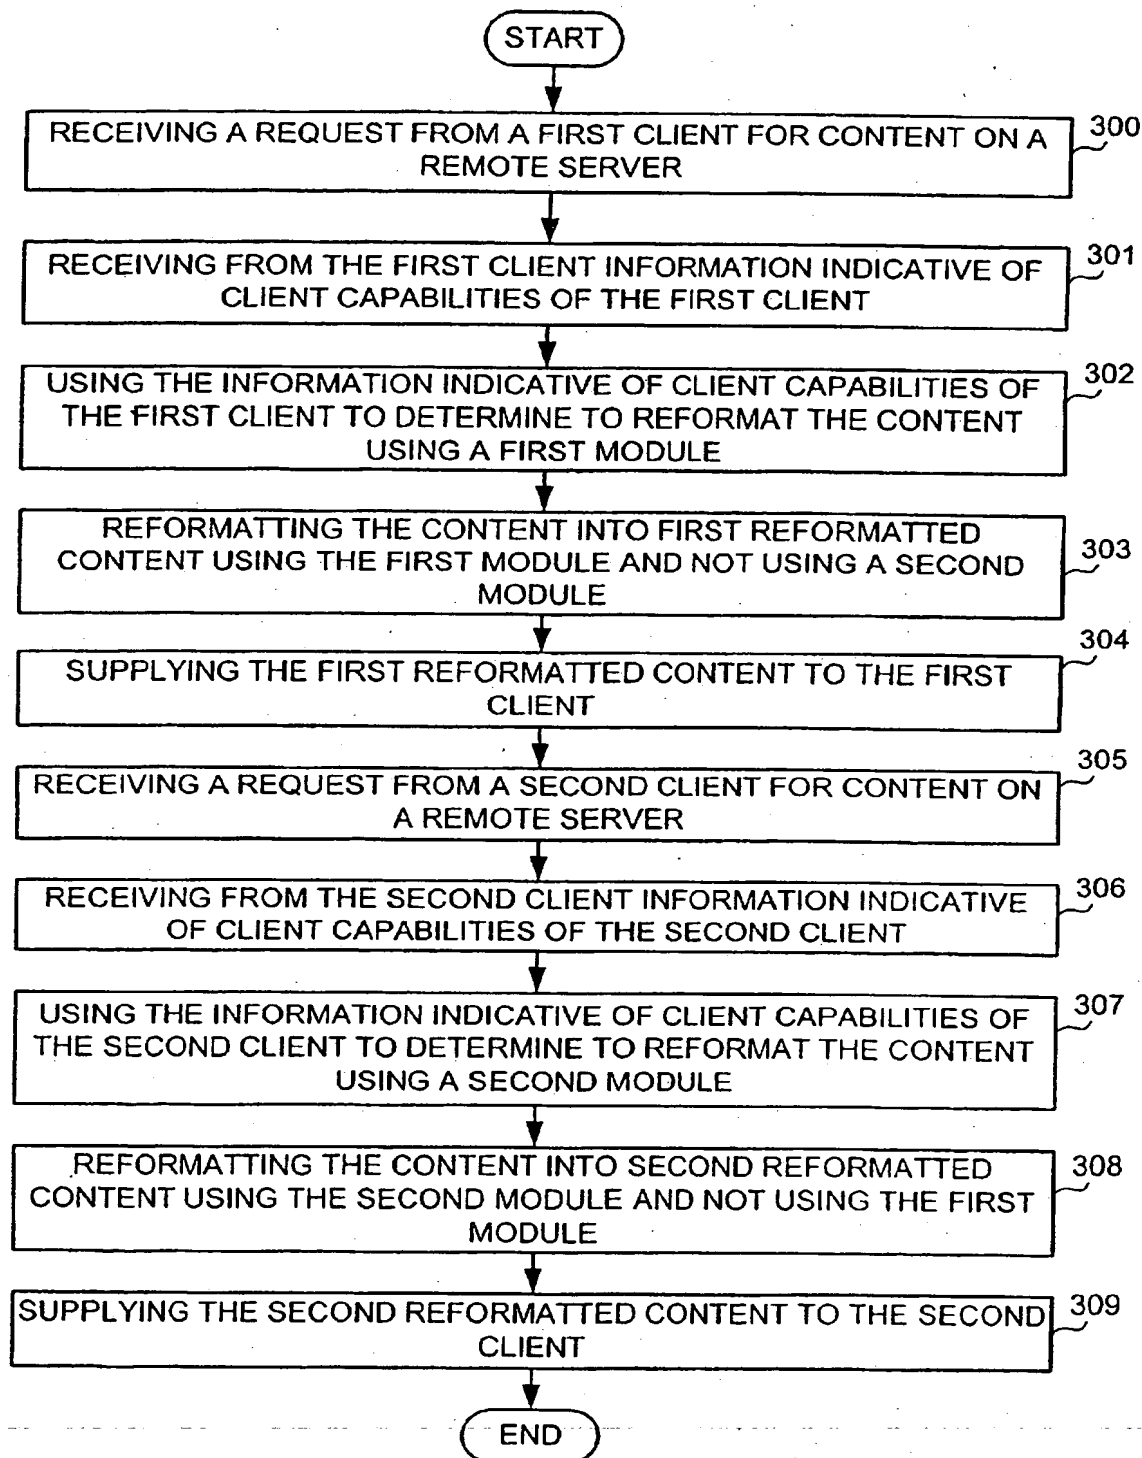 START
RECEIVING A REQUEST FROM A FIRST CLIENT FOR CONTENT ON A
REMOTE SERVER
300
RECEIVING FROM THE FIRST CLIENT INFORMATION INDICATIVE OF
CLIENT CAPABILITIES OF THE FIRST CLIENT
301
USING THE INFORMATION INDICATIVE OF CLIENT CAPABILITIES OF
THE FIRST CLIENT TO DETERMINE TO REFORMAT THE CONTENT
USING A FIRST MODULE
302
REFORMATTING THE CONTENT INTO FIRST REFORMATTED
CONTENT USING THE FIRST MODULE AND NOT USING A SECOND
MODULE
303
SUPPLYING THE FIRST REFORMATTED CONTENT TO THE FIRST
CLIENT
304
RECEIVING A REQUEST FROM A SECOND CLIENT FOR CONTENT ON
A REMOTE SERVER
305
RECEIVING FROM THE SECOND CLIENT INFORMATION INDICATIVE
OF CLIENT CAPABILITIES OF THE SECOND CLIENT
306
USING THE INFORMATION INDICATIVE OF CLIENT CAPABILITIES OF
THE SECOND CLIENT TO DETERMINE TO REFORMAT THE CONTENT
USING A SECOND MODULE
307
REFORMATTING THE CONTENT INTO SECOND REFORMATTED
CONTENT USING THE SECOND MODULE AND NOT USING THE FIRST
MODULE
308
SUPPLYING THE SECOND REFORMATTED CONTENT TO THE SECOND
CLIENT
309
END